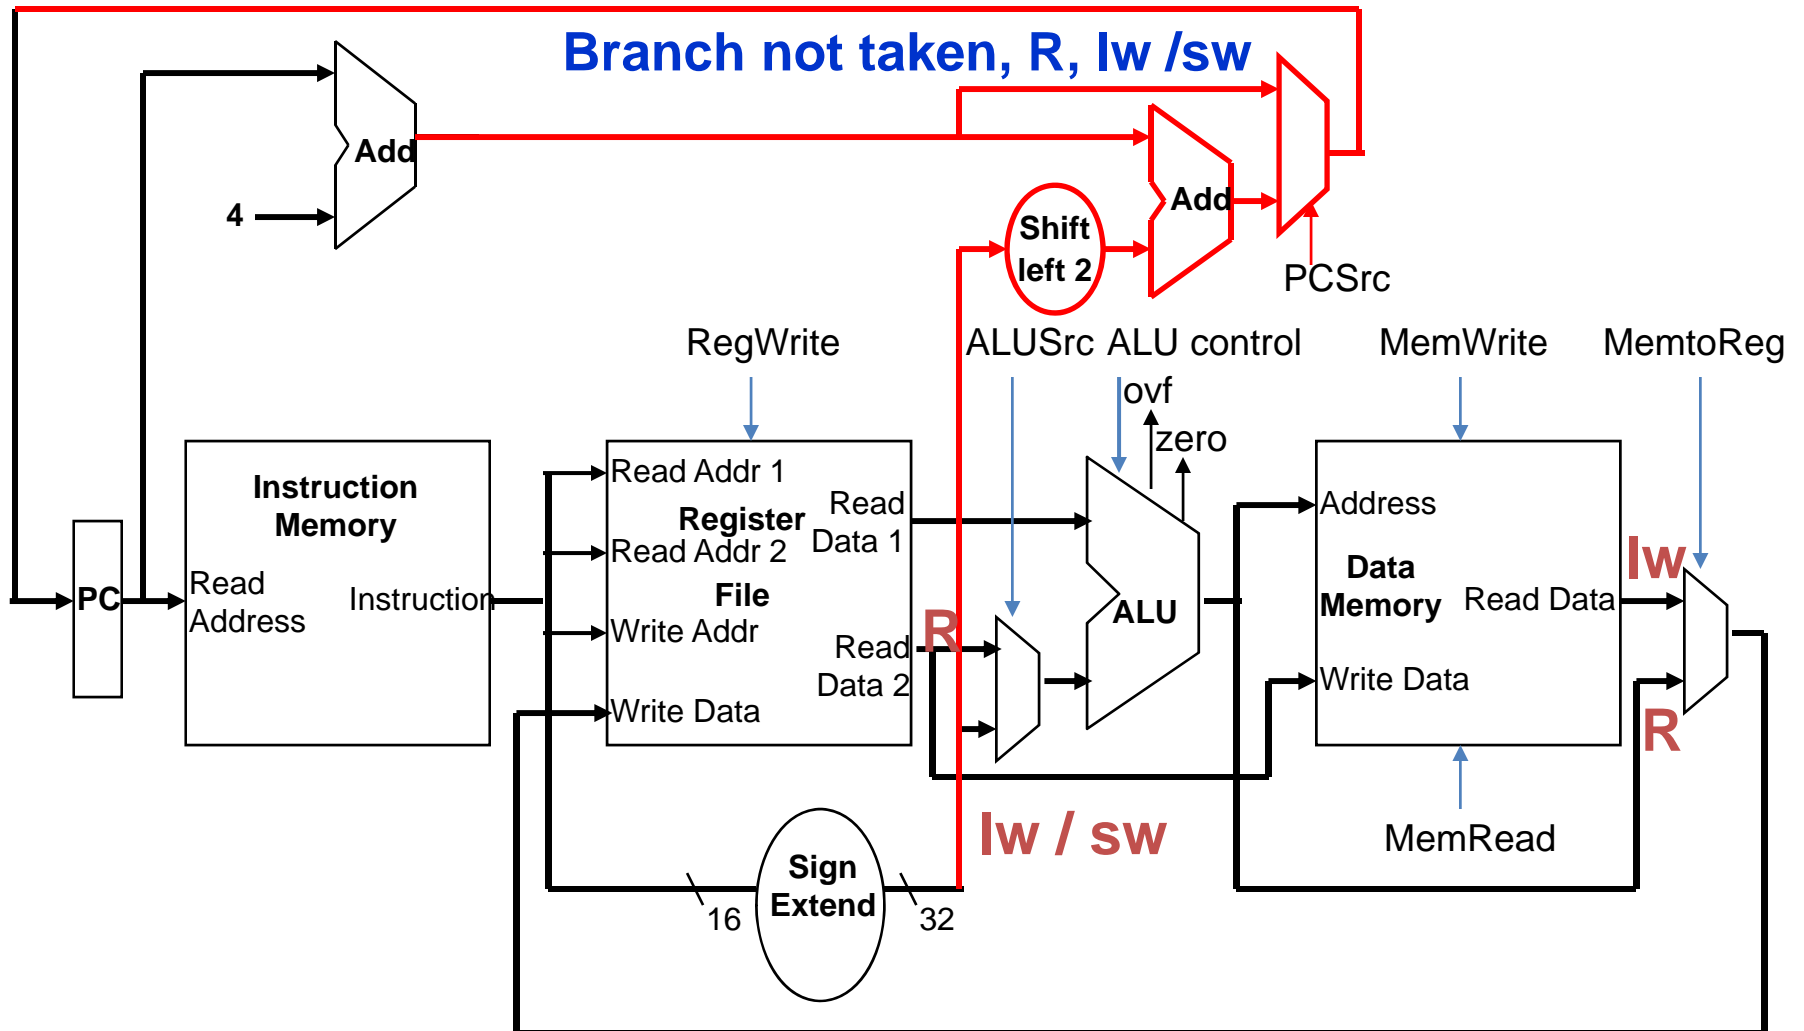 Branch not taken, R, lw /sw
Add
4
Add
Shift
left 2
PCSrc
RegWrite
ALUSrc
ALU control
MemWrite
MemtoReg
ovf
zero
Instruction
Memory
Read Addr 1
Register
Read
Data 1
Read Addr 2
File
Write Addr
Read
Data 2
Write Data
PC
Read
Address
Instruction
R
ALU
Address
Data
Memory
Read Data
Write Data
lw
R
lw / sw
MemRead
Sign
Extend
16
32